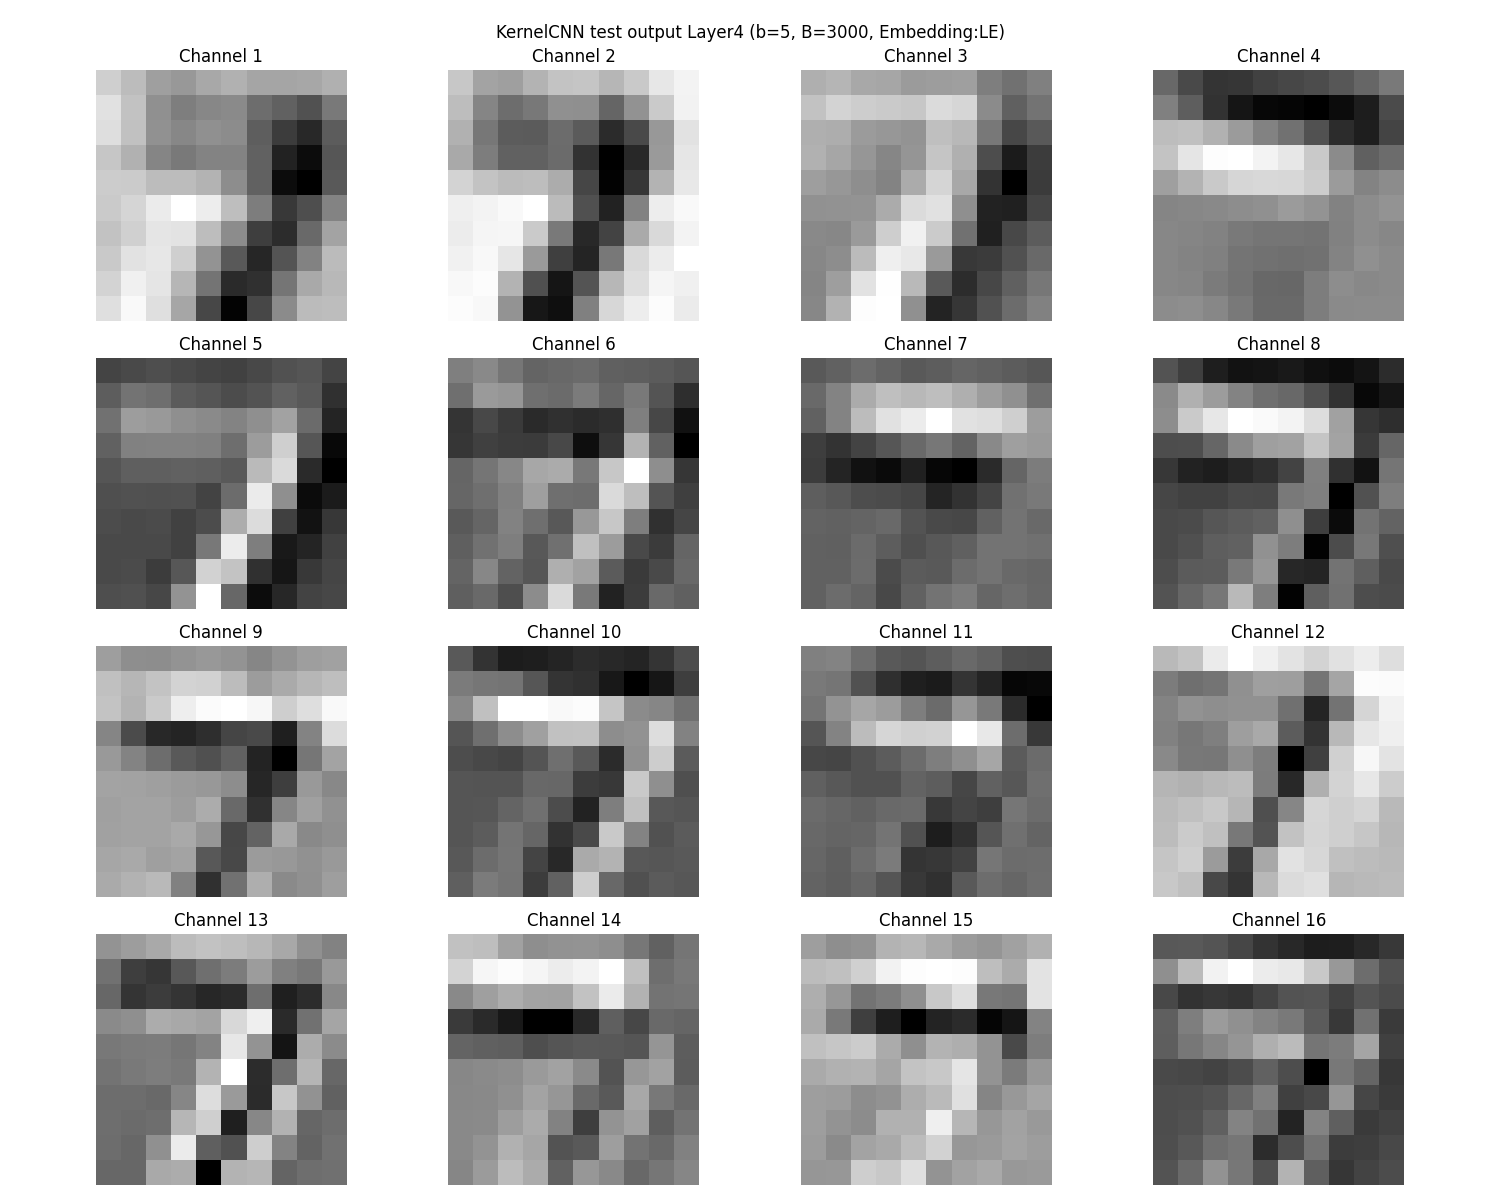 KernelCNN test output Layer4 (b=5, B=3000, Embedding:LE)
Channel 1
Channel 2
Channel 3
Channel 4
Channel 5
Channel 6
Channel 7
Channel 8
Channel 9
Channel 10
Channel 11
Channel 12
Channel 13
Channel 14
Channel 15
Channel 16